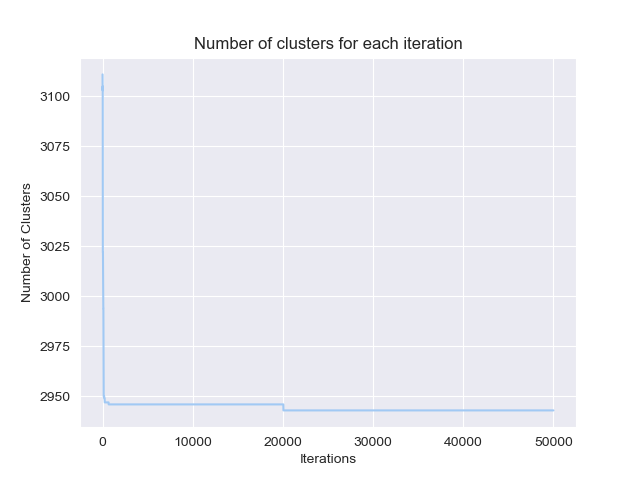 Number of clusters for each iteration
Number of Clusters
3100
3075
3050
3025
3000
2975
2950
0 10000 20000 30000 40000 50000
Iterations